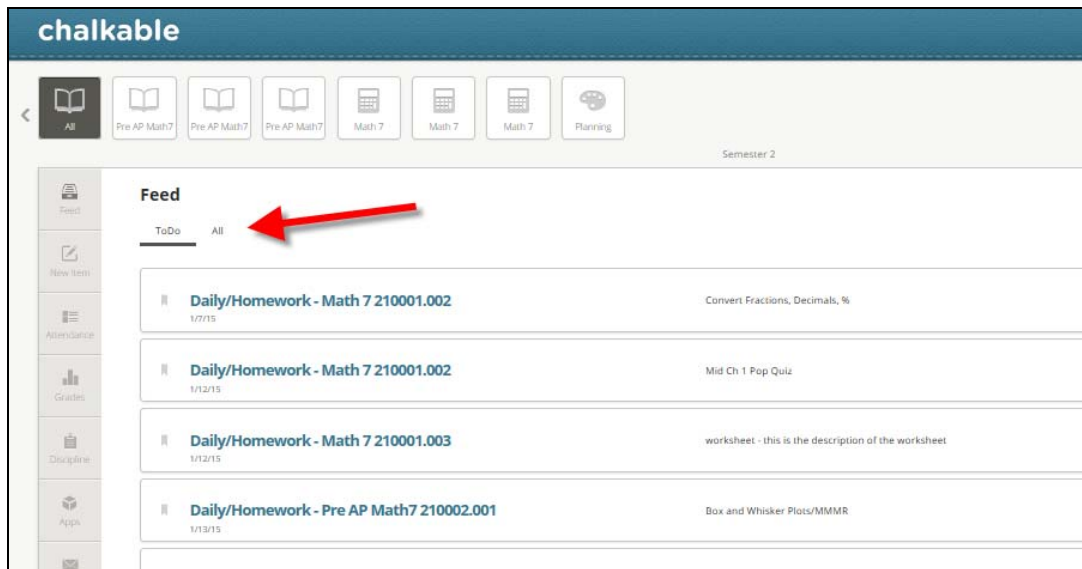 chalkable
All
Pre AP Math7
Pre AP Math7
Pre AP Math7
Math 7
Math 7
Math 7
Planning
Semester 2
Feed
Feed
ToDo All
New Item
Daily/Homework - Math 7 210001.002
Convert Fractions, Decimals, %
1/7/15
Attendance
Daily/Homework - Math 7 210001.002
Mid Ch 1 Pop Quiz
1/12/15
Grades
Daily/Homework - Math 7 210001.003
worksheet - this is the description of the worksheet
1/12/15
Discipline
Daily/Homework - Pre AP Math7 210002.001
Box and Whisker Plots/MMMR
1/13/15
Apps